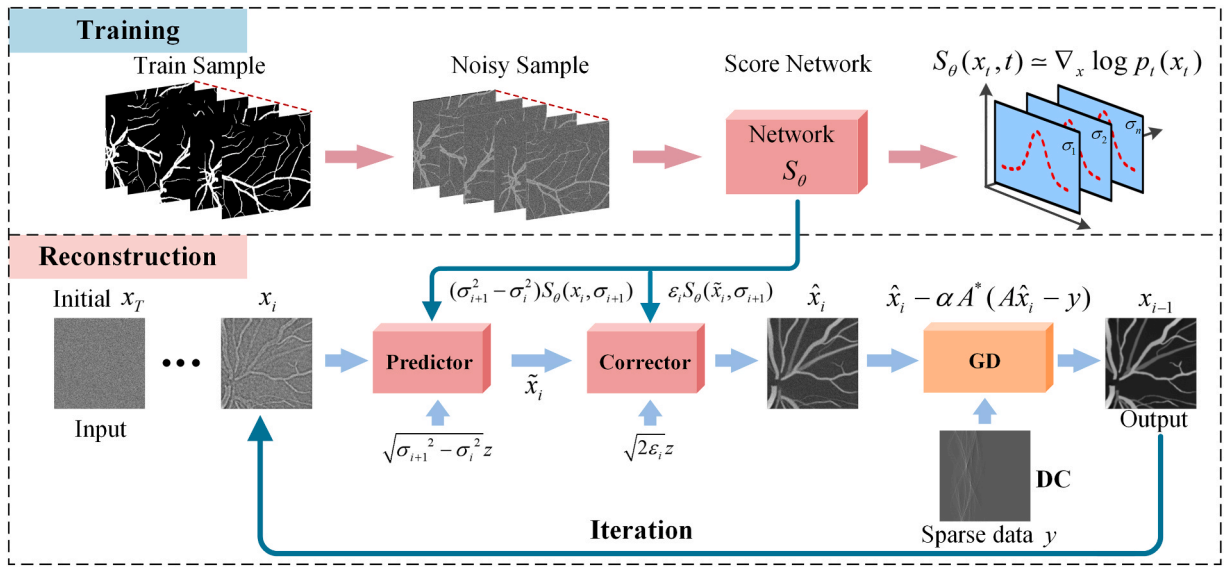 Training
Train Sample
Noisy Sample
Score Network
S_θ(x_t, t) ≃ ∇_x log p_t(x_t)
Network
S_θ
σ_1
σ_2
σ_n
Reconstruction
Initial x_T
x_i
(σ_{i+1}^2 − σ_i^2)S_θ(x_i, σ_{i+1})
ε_i S_θ(x̃_i, σ_{i+1})
x̂_i
x̂_i − αA^*(Ax̂_i − y)
x_{i−1}
Predictor
x̃_i
Corrector
GD
Input
Output
√(σ_{i+1}^2 − σ_i^2) z
√(2ε_i) z
DC
Sparse data y
Iteration